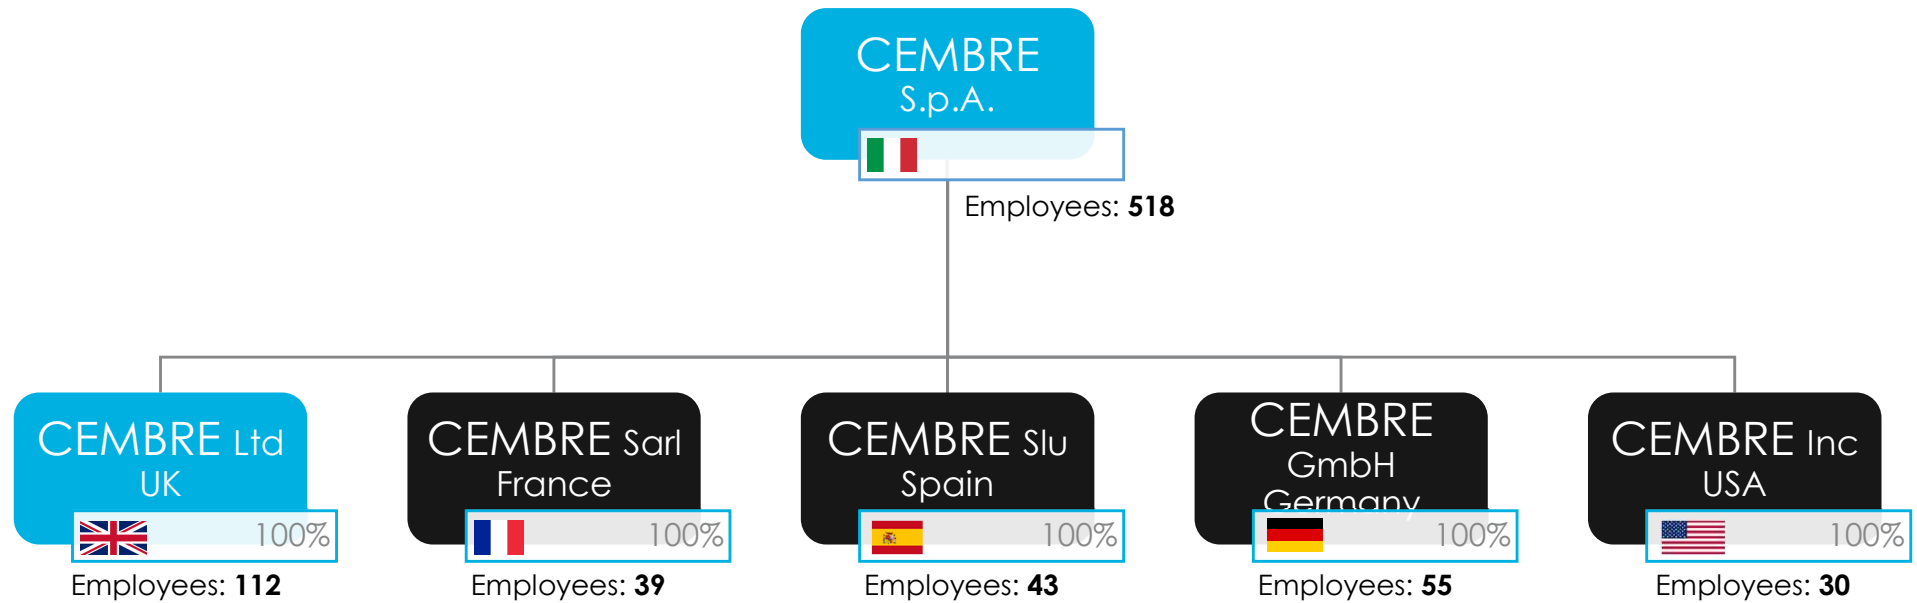 CEMBRE
S.p.A.
Employees: 518
CEMBRE Ltd
UK
100%
Employees: 112
CEMBRE Sarl
France
100%
Employees: 39
CEMBRE Slu
Spain
100%
Employees: 43
CEMBRE
GmbH
Germany
100%
Employees: 55
CEMBRE Inc
USA
100%
Employees: 30